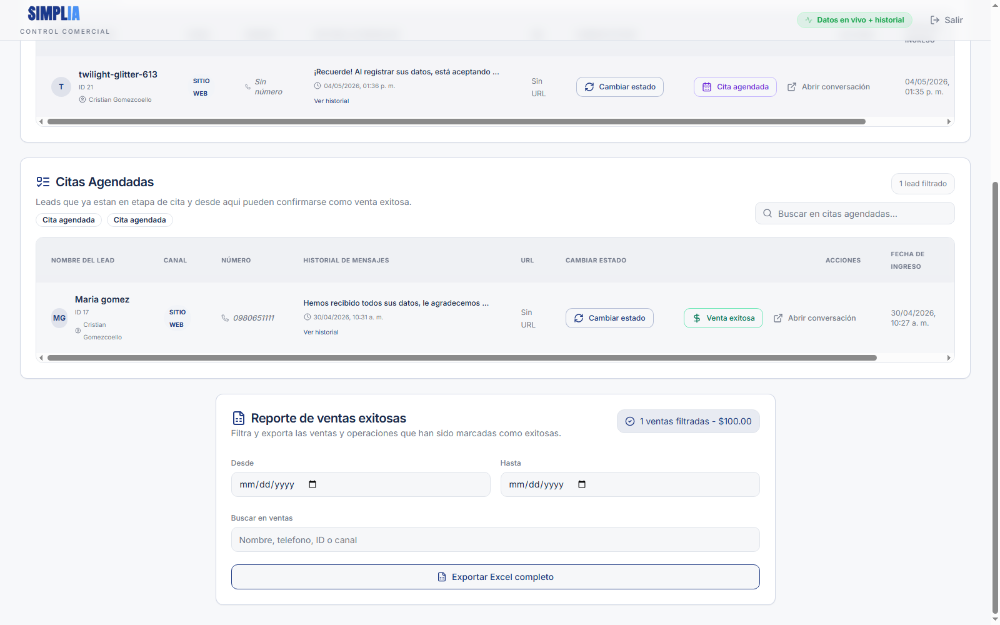 SIMPLIA
CONTROL COMERCIAL
Datos en vivo + historial
Salir
INGRESO
T
twilight-glitter-613
ID 21
Cristian Gomezcoello
SITIO
WEB
Sin
número
¡Recuerde! Al registrar sus datos, está aceptando ...
04/05/2026, 01:36 p. m.
Ver historial
Sin
URL
Cambiar estado
Cita agendada
Abrir conversación
04/05/2026,
01:35 p. m.
Citas Agendadas
1 lead filtrado
Leads que ya estan en etapa de cita y desde aqui pueden confirmarse como venta exitosa.
Buscar en citas agendadas...
Cita agendada
Cita agendada
NOMBRE DEL LEAD
CANAL
NÚMERO
HISTORIAL DE MENSAJES
URL
CAMBIAR ESTADO
ACCIONES
FECHA DE
INGRESO
MG
Maria gomez
ID 17
Cristian
Gomezcoello
SITIO
WEB
0980651111
Hemos recibido todos sus datos, le agradecemos ...
30/04/2026, 10:31 a. m.
Ver historial
Sin
URL
Cambiar estado
Venta exitosa
Abrir conversación
30/04/2026,
10:27 a. m.
Reporte de ventas exitosas
Filtra y exporta las ventas y operaciones que han sido marcadas como exitosas.
1 ventas filtradas - $100.00
Desde
Hasta
mm/dd/yyyy
mm/dd/yyyy
Buscar en ventas
Nombre, telefono, ID o canal
Exportar Excel completo